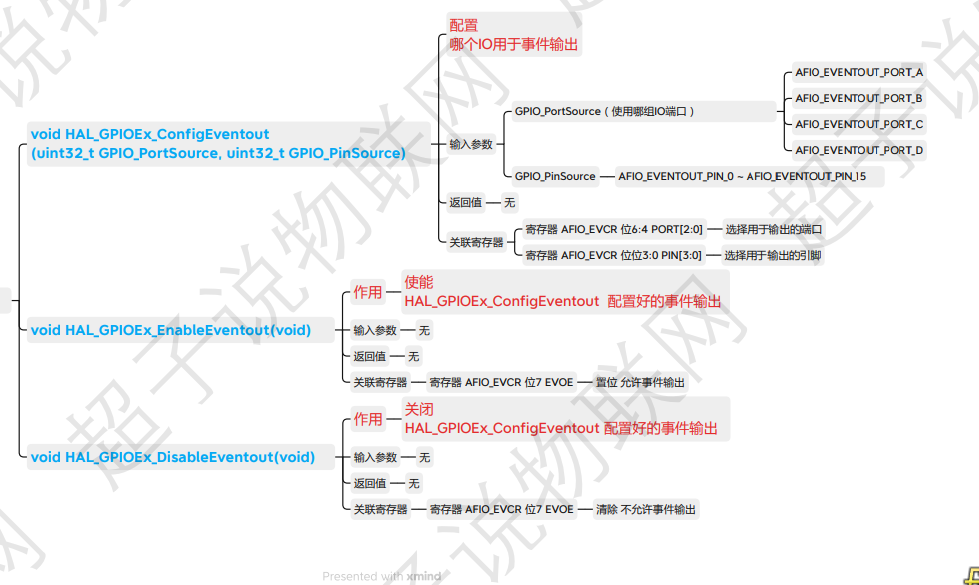 配置
哪个IO用于事件输出
void HAL_GPIOEx_ConfigEventout
(uint32_t GPIO_PortSource, uint32_t GPIO_PinSource)
输入参数
GPIO_PortSource（使用哪组IO端口）
AFIO_EVENTOUT_PORT_A
AFIO_EVENTOUT_PORT_B
AFIO_EVENTOUT_PORT_C
AFIO_EVENTOUT_PORT_D
GPIO_PinSource
AFIO_EVENTOUT_PIN_0 ~ AFIO_EVENTOUT_PIN_15
返回值
无
关联寄存器
寄存器 AFIO_EVCR 位6:4 PORT[2:0]
选择用于输出的端口
寄存器 AFIO_EVCR 位位3:0 PIN[3:0]
选择用于输出的引脚
void HAL_GPIOEx_EnableEventout(void)
作用
使能
HAL_GPIOEx_ConfigEventout 配置好的事件输出
输入参数
无
返回值
无
关联寄存器
寄存器 AFIO_EVCR 位7 EVOE
置位 允许事件输出
void HAL_GPIOEx_DisableEventout(void)
作用
关闭
HAL_GPIOEx_ConfigEventout 配置好的事件输出
输入参数
无
返回值
无
关联寄存器
寄存器 AFIO_EVCR 位7 EVOE
清除 不允许事件输出
超子说物联网
Presented with xmind